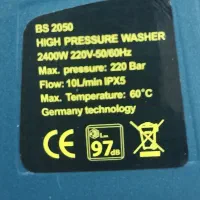 BS 2050
HIGH PRESSURE WASHER
2400W 220V-50/60Hz
Max. pressure: 220 Bar
Flow: 10L/min IPX5
Max. Temperature: 60°C
Germany technology
97dB
CE